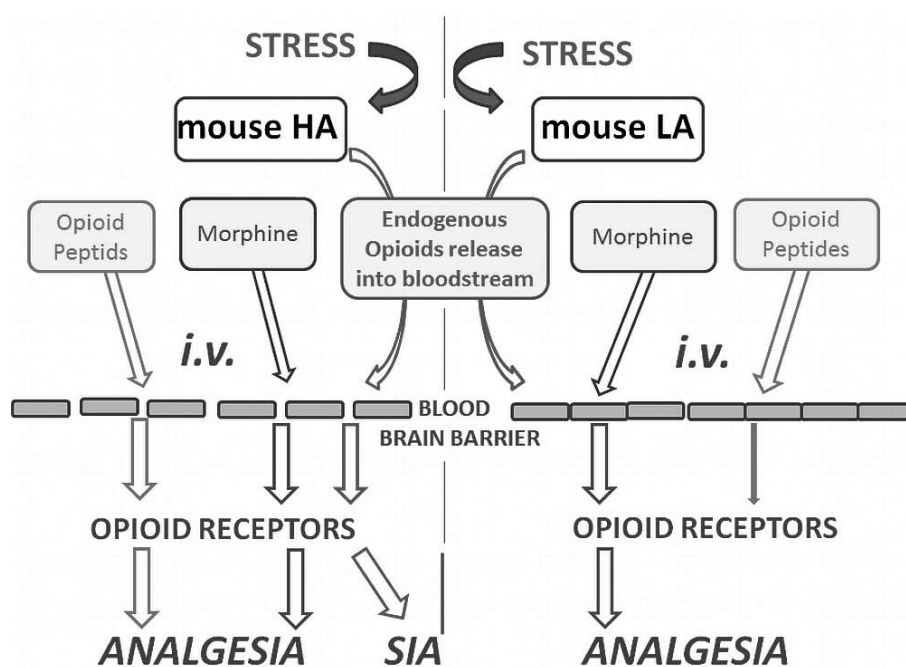 STRESS
STRESS
mouse HA
mouse LA
Opioid
Peptids
Morphine
Endogenous
Opioids release
into bloodstream
Morphine
Opioid
Peptides
i.v.
i.v.
BLOOD
BRAIN BARRIER
OPIOID RECEPTORS
OPIOID RECEPTORS
ANALGESIA
SIA
ANALGESIA